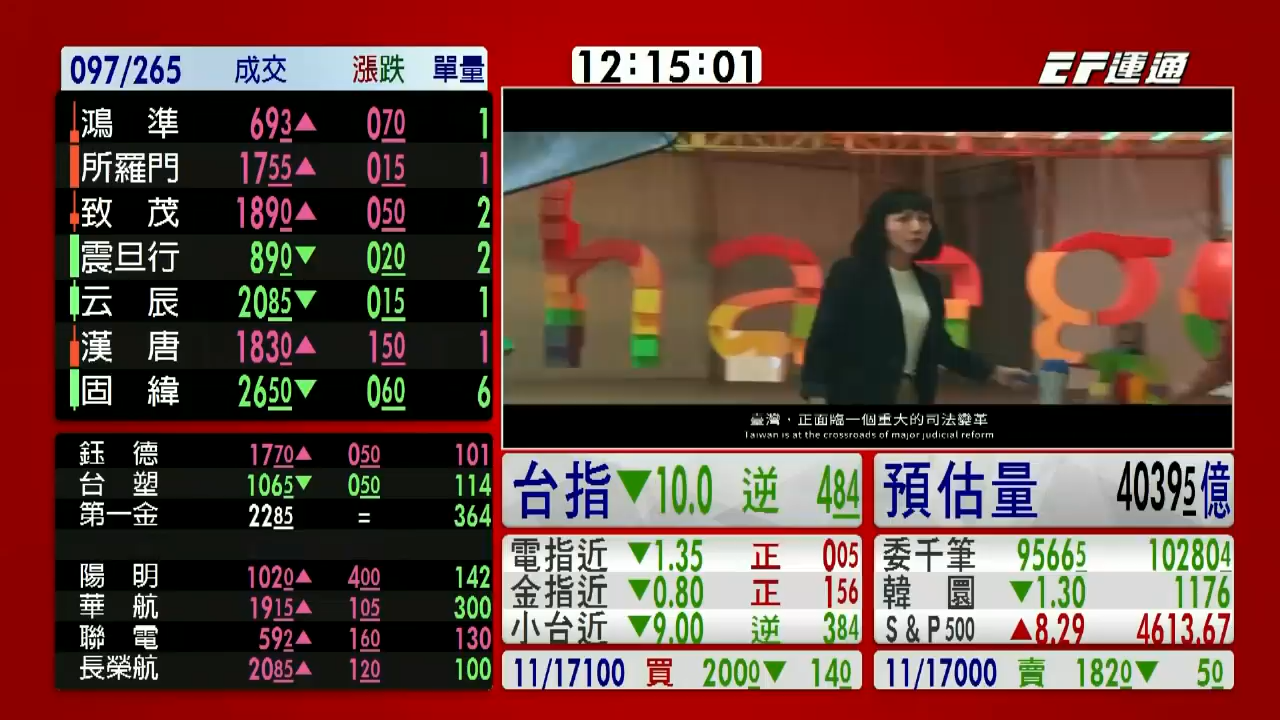 097/265 成交 漲跌 單量
12:15:01
EF運通
鴻準 693▲ 070 1
所羅門 1755▲ 015 1
致茂 1890▲ 050 2
震旦行 890▼ 020 2
云辰 2085▼ 015 1
漢唐 1830▲ 150 1
固緯 2650▼ 060 6
鈺德 1770▲ 050 101
台塑 1065▼ 050 114
第一金 2285 = 364
陽明 1020▲ 400 142
華航 1915▲ 105 300
聯電 592▲ 160 130
長榮航 2085▲ 120 100
hang
臺灣，正面臨一個重大的司法變革
Taiwan is at the crossroads of major judicial reform
台指▼10.0 逆 484
預估量 40395億
電指近 ▼1.35 正 005
金指近 ▼0.80 正 156
小台近 ▼9.00 逆 384
委千筆 95665 102804
韓圜 ▼1.30 1176
S&P500 ▲8.29 4613.67
11/17100 買 2000▼ 140
11/17000 賣 1820▼ 50